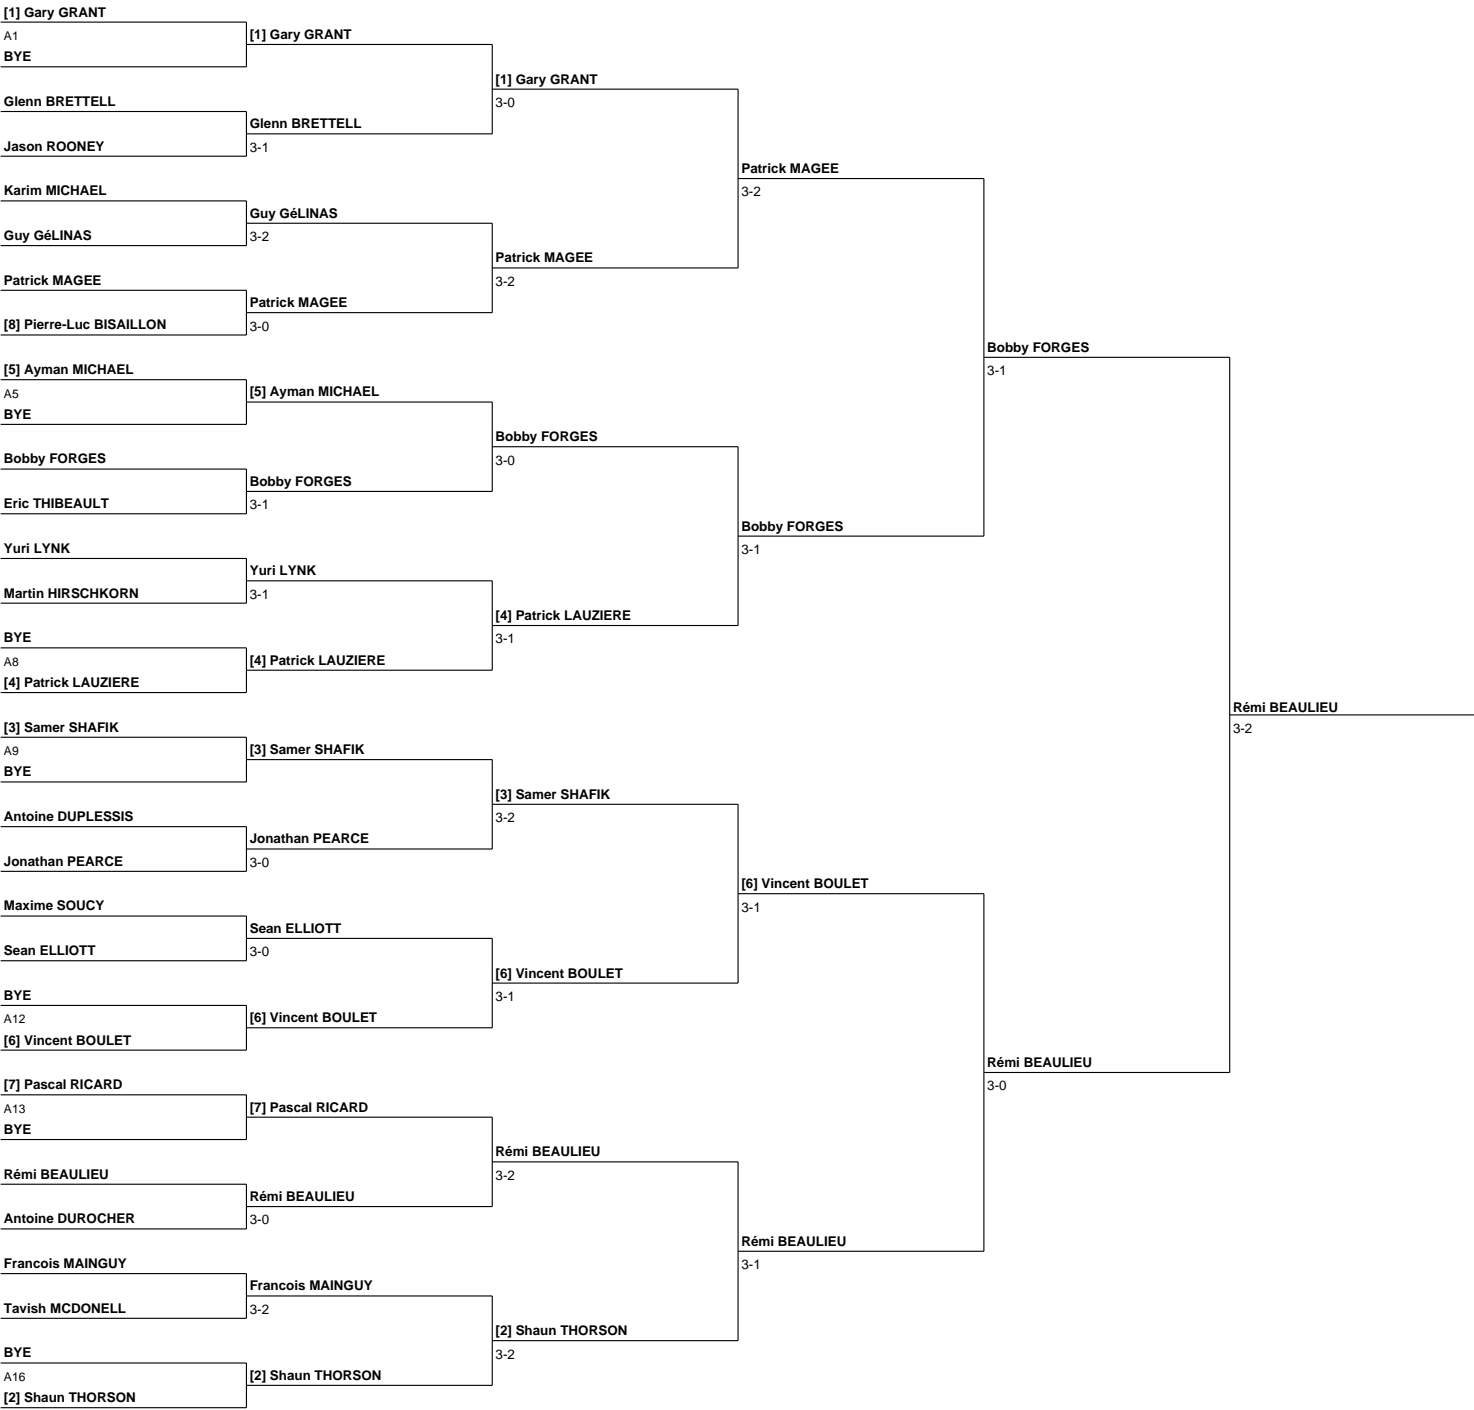 [1] Gary GRANT
A1
BYE
Glenn BRETTELL
Jason ROONEY
Karim MICHAEL
Guy GéLINAS
Patrick MAGEE
[8] Pierre-Luc BISAILLON
[5] Ayman MICHAEL
A5
BYE
Bobby FORGES
Eric THIBEAULT
Yuri LYNK
Martin HIRSCHKORN
BYE
A8
[4] Patrick LAUZIERE
[3] Samer SHAFIK
A9
BYE
Antoine DUPLESSIS
Jonathan PEARCE
Maxime SOUCY
Sean ELLIOTT
BYE
A12
[6] Vincent BOULET
[7] Pascal RICARD
A13
BYE
Rémi BEAULIEU
Antoine DUROCHER
Francois MAINGUY
Tavish MCDONELL
BYE
A16
[2] Shaun THORSON
[1] Gary GRANT
Glenn BRETTELL
3-1
Guy GéLINAS
3-2
Patrick MAGEE
3-0
[5] Ayman MICHAEL
Bobby FORGES
3-1
Yuri LYNK
3-1
[4] Patrick LAUZIERE
[3] Samer SHAFIK
Jonathan PEARCE
3-0
Sean ELLIOTT
3-0
[6] Vincent BOULET
[7] Pascal RICARD
Rémi BEAULIEU
3-0
Francois MAINGUY
3-2
[2] Shaun THORSON
[1] Gary GRANT
3-0
Patrick MAGEE
3-2
Bobby FORGES
3-0
[4] Patrick LAUZIERE
3-1
[3] Samer SHAFIK
3-2
[6] Vincent BOULET
3-1
Rémi BEAULIEU
3-2
[2] Shaun THORSON
3-2
Patrick MAGEE
3-2
Bobby FORGES
3-1
[6] Vincent BOULET
3-1
Rémi BEAULIEU
3-1
Bobby FORGES
3-1
Rémi BEAULIEU
3-0
Rémi BEAULIEU
3-2